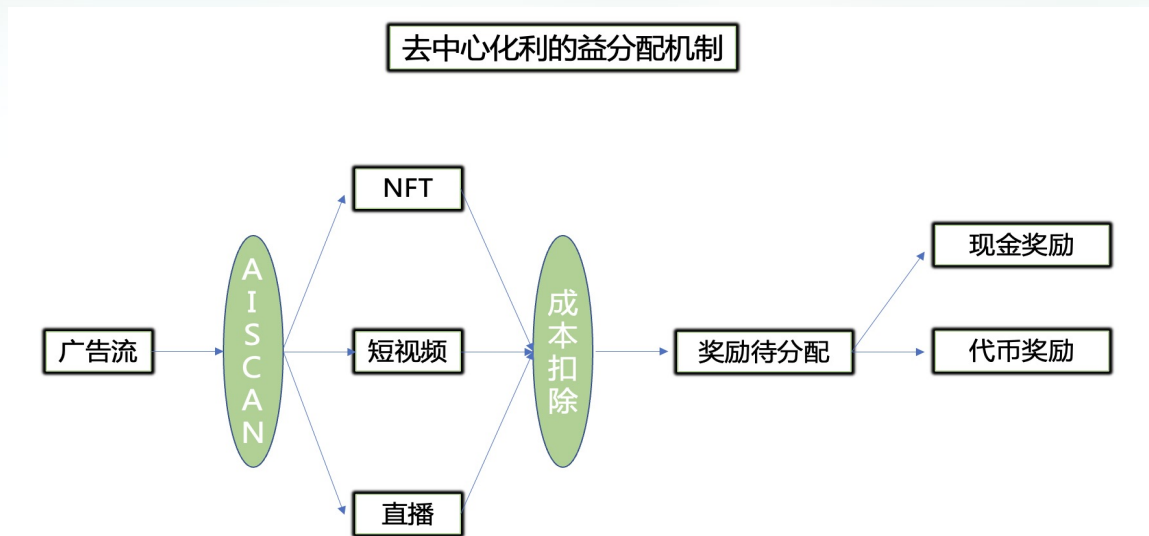 去中心化利的益分配机制
广告流
AISCAN
NFT
短视频
直播
成本扣除
奖励待分配
现金奖励
代币奖励